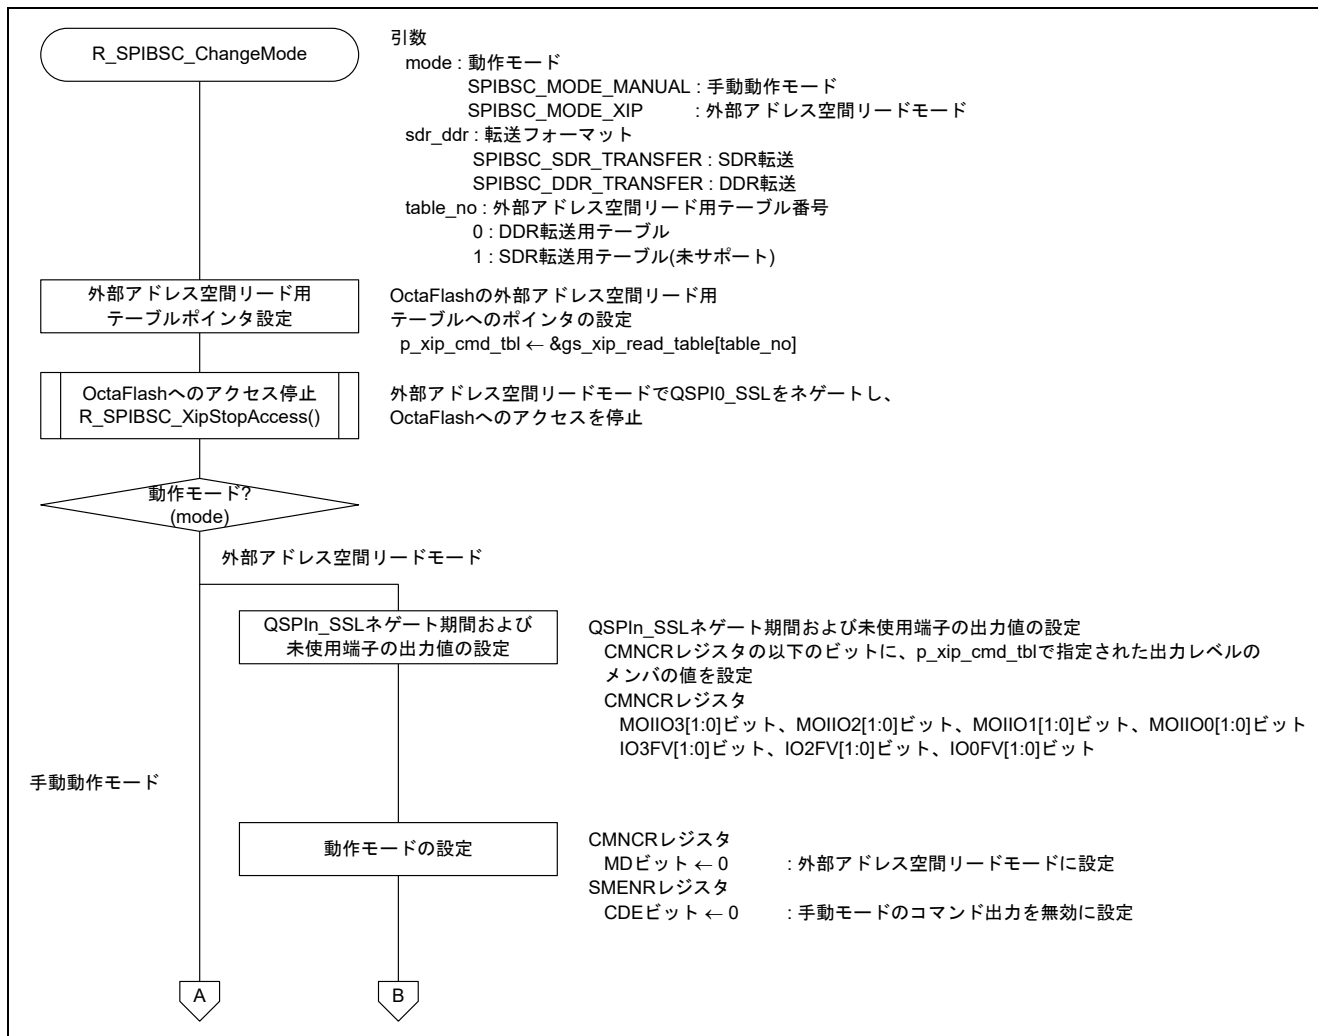 R_SPIBSC_ChangeMode
引数
mode : 動作モード
SPIBSC_MODE_MANUAL : 手動動作モード
SPIBSC_MODE_XIP : 外部アドレス空間リードモード
sdr_ddr : 転送フォーマット
SPIBSC_SDR_TRANSFER : SDR転送
SPIBSC_DDR_TRANSFER : DDR転送
table_no : 外部アドレス空間リード用テーブル番号
0 : DDR転送用テーブル
1 : SDR転送用テーブル(未サポート)
外部アドレス空間リード用
テーブルポインタ設定
OctaFlashの外部アドレス空間リード用
テーブルへのポインタの設定
p_xip_cmd_tbl ← &gs_xip_read_table[table_no]
OctaFlashへのアクセス停止
R_SPIBSC_XipStopAccess()
外部アドレス空間リードモードでQSPI0_SSLをネゲートし、
OctaFlashへのアクセスを停止
動作モード?
(mode)
外部アドレス空間リードモード
QSPIn_SSLネゲート期間および
未使用端子の出力値の設定
QSPIn_SSLネゲート期間および未使用端子の出力値の設定
CMNCRレジスタの以下のビットに、p_xip_cmd_tblで指定された出力レベルの
メンバの値を設定
CMNCRレジスタ
MOIIO3[1:0]ビット、MOIIO2[1:0]ビット、MOIIO1[1:0]ビット、MOIIO0[1:0]ビット
IO3FV[1:0]ビット、IO2FV[1:0]ビット、IO0FV[1:0]ビット
手動動作モード
動作モードの設定
CMNCRレジスタ
MDビット ← 0 : 外部アドレス空間リードモードに設定
SMENRレジスタ
CDEビット ← 0 : 手動モードのコマンド出力を無効に設定
A
B